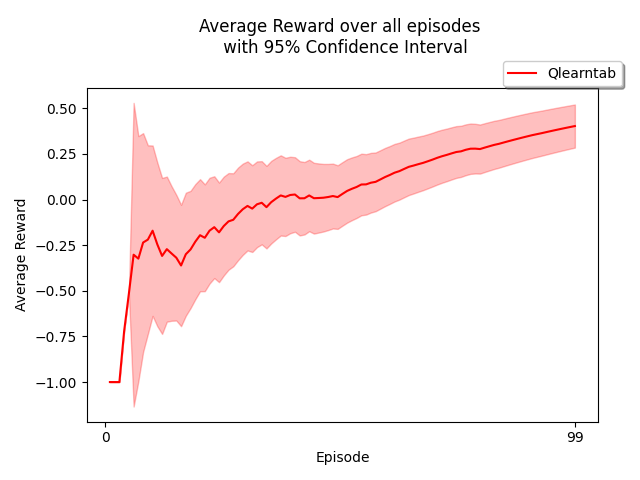 Average Reward over all episodes
with 95% Confidence Interval
Qlearntab
0.50
0.25
0.00
−0.25
−0.50
−0.75
−1.00
Average Reward
0
99
Episode